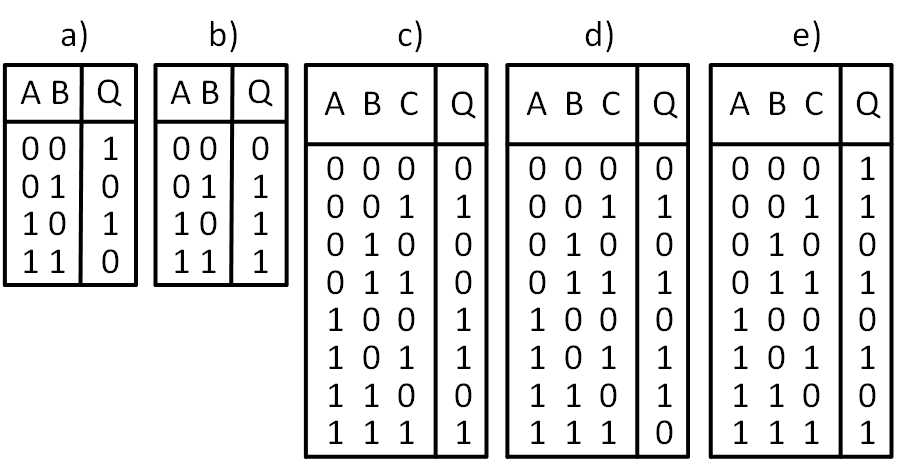 a) b) c) d) e)
A B Q A B Q A B C Q A B C Q A B C Q
0 0 1 0 0 0 0 0 0 0 0 0 0 0 0 0 0 1
0 1 0 0 1 1 0 0 1 1 0 0 1 1 0 0 1 1
1 0 1 1 0 1 0 1 0 0 0 1 0 0 0 1 0 0
1 1 0 1 1 1 0 1 1 0 0 1 1 1 0 1 1 1
1 0 0 1 1 0 0 0 1 0 0 0
1 0 1 1 1 0 1 1 1 0 1 1
1 1 0 0 1 1 0 1 1 1 0 0
1 1 1 1 1 1 1 0 1 1 1 1